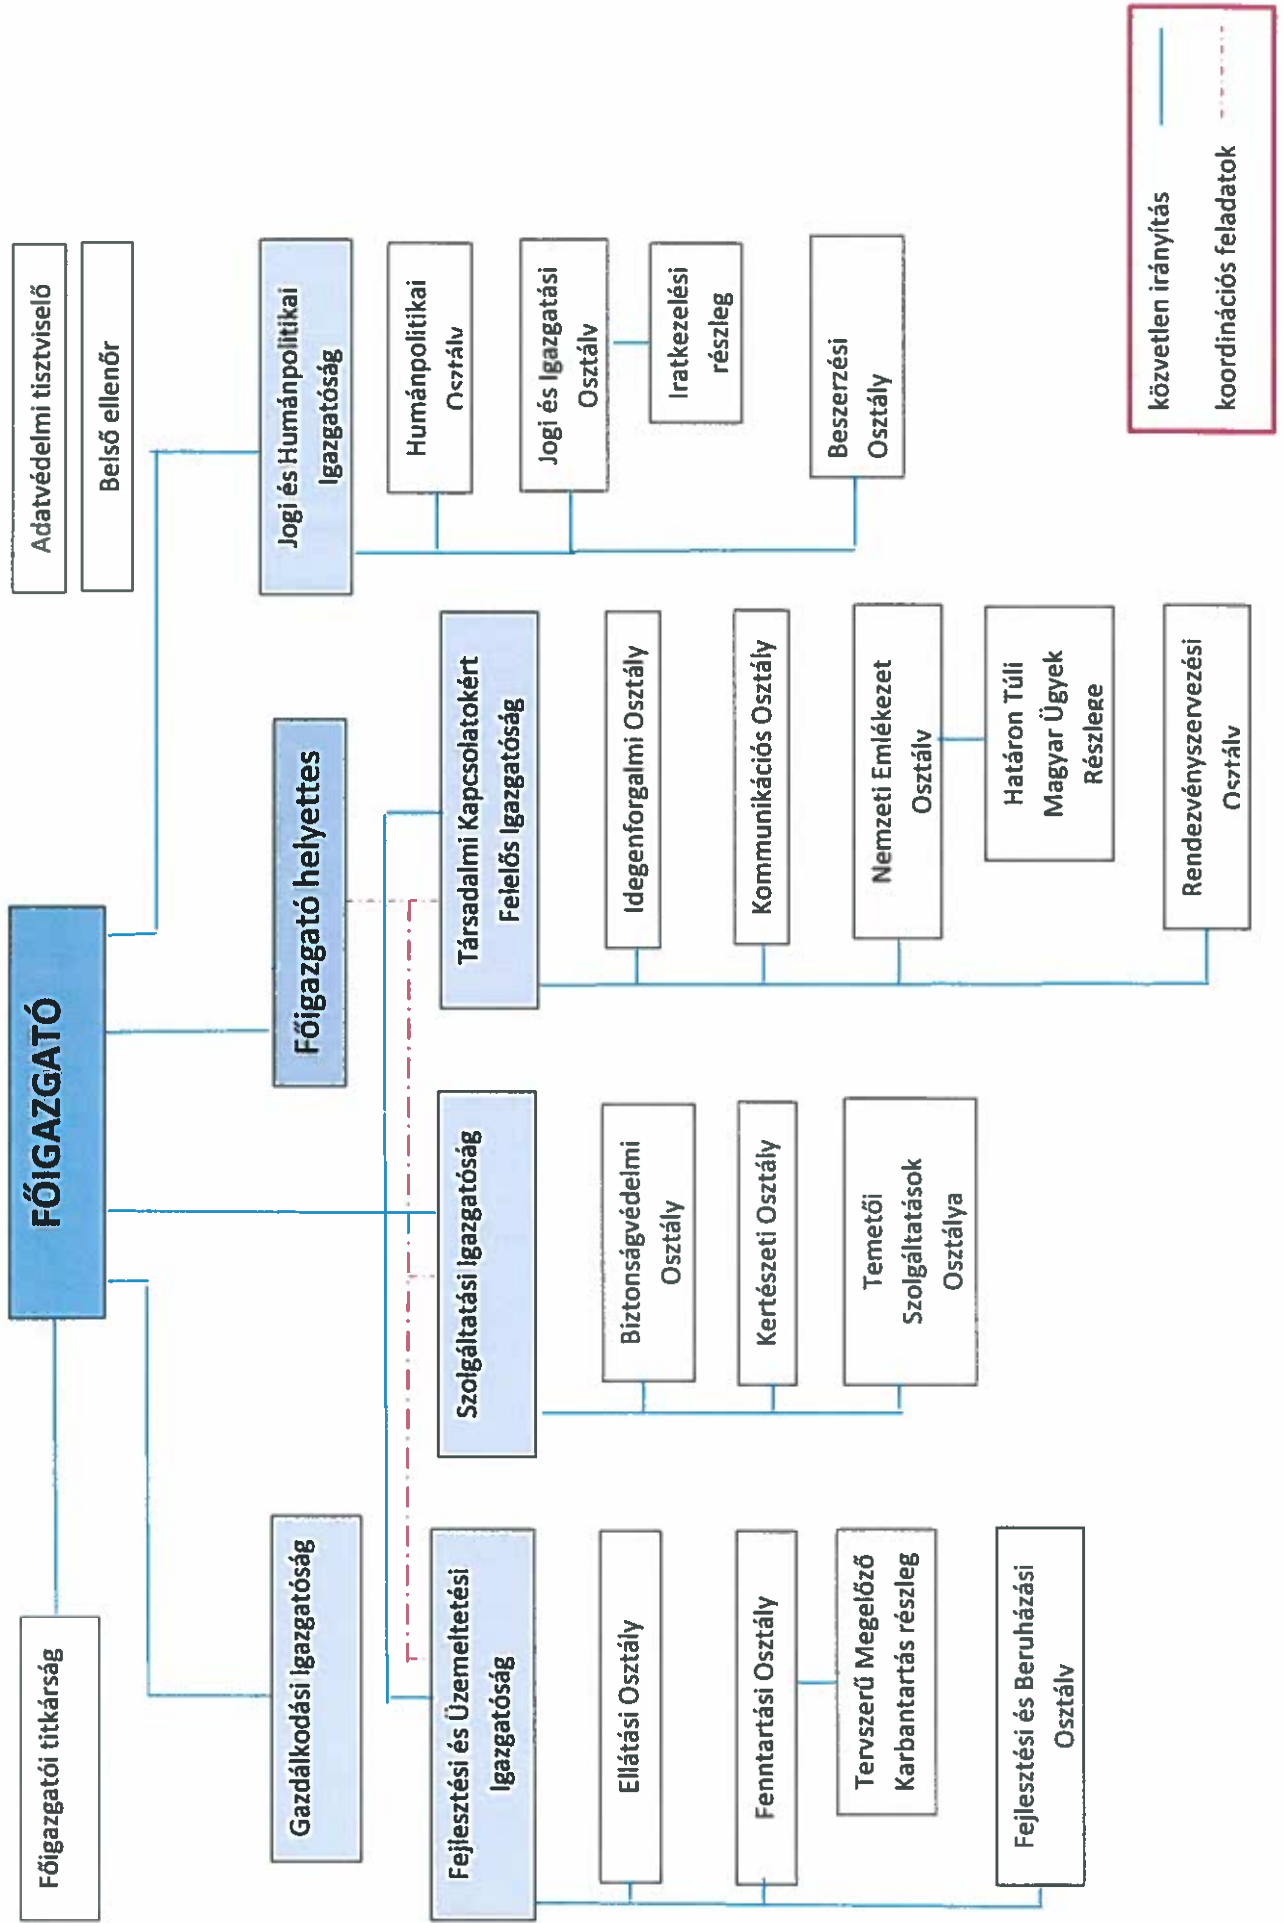 FŐIGAZGATÓ
Főigazgatói titkárság
Adatvédelmi tisztviselő
Belső ellenőr
Gazdálkodási Igazgatóság
Főigazgató helyettes
Jogi és Humánpolitikai
Igazgatóság
Humánpolitikai
Osztály
Jogi és Igazgatási
Osztály
Iratkezelési
részleg
Beszerzési
Osztály
Fejlesztési és Üzemeltetési
Igazgatóság
Ellátási Osztály
Fenntartási Osztály
Tervszerű Megelőző
Karbantartás részleg
Fejlesztési és Beruházási
Osztály
Szolgáltatási Igazgatóság
Biztonságvédelmi
Osztály
Kertészeti Osztály
Temetői
Szolgáltatások
Osztálya
Társadalmi Kapcsolatokért
Felelős Igazgatóság
Idegenforgalmi Osztály
Kommunikációs Osztály
Nemzeti Emlékezet
Osztály
Határon Túli
Magyar Ügyek
Részlege
Rendezvényszervezési
Osztály
közvetlen irányítás
koordinációs feladatok